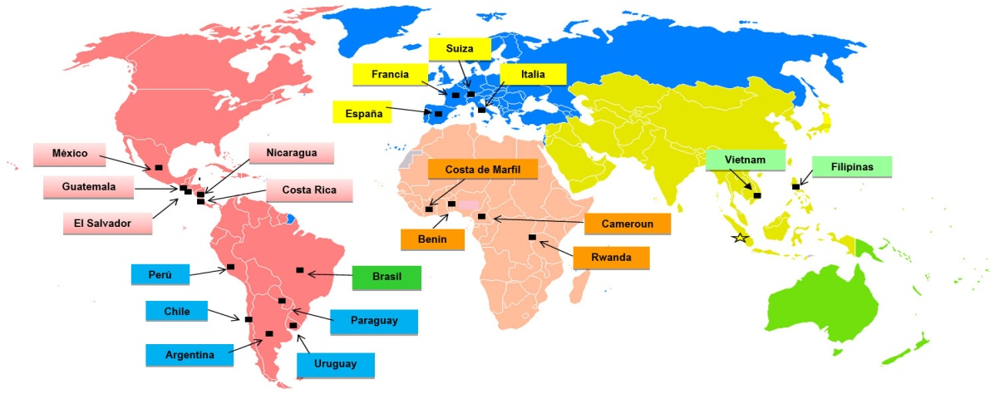 Suiza
Francia
Italia
España
México
Nicaragua
Guatemala
Costa Rica
El Salvador
Costa de Marfil
Vietnam
Filipinas
Benin
Cameroun
Rwanda
Perú
Brasil
Chile
Paraguay
Argentina
Uruguay